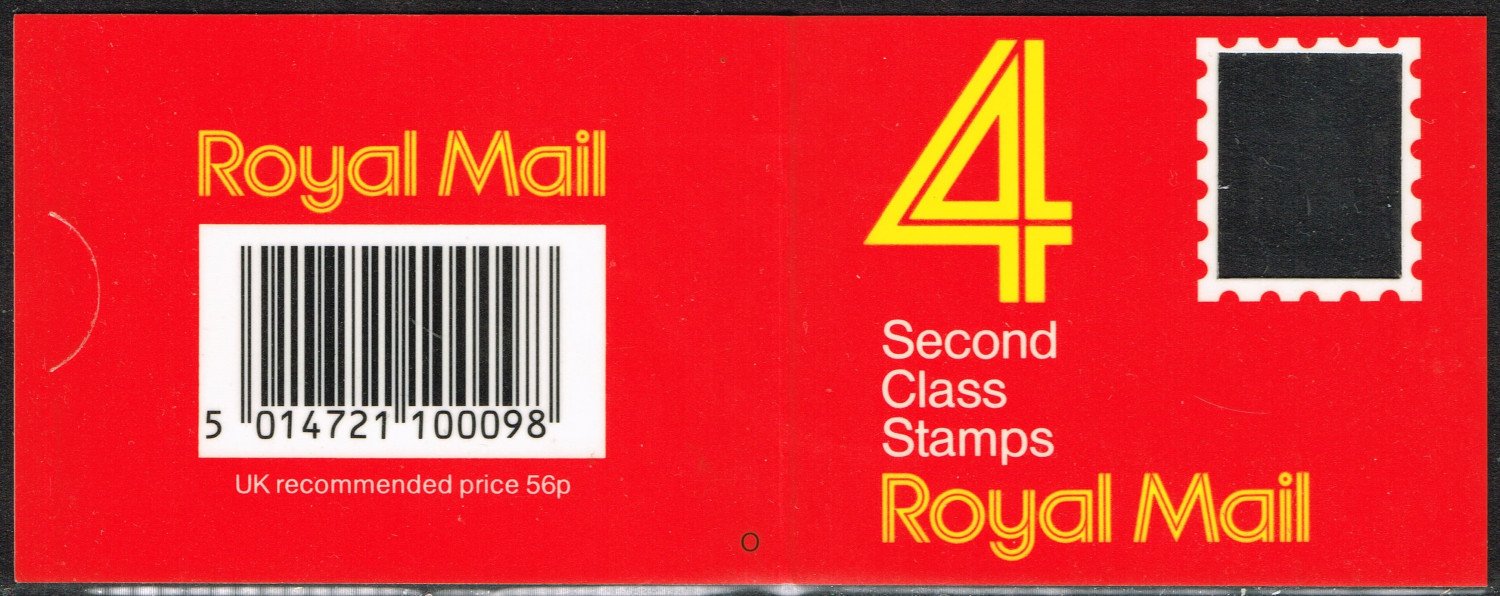 Royal Mail
5 014721 100098
UK recommended price 56p
O
4
Second
Class
Stamps
Royal Mail